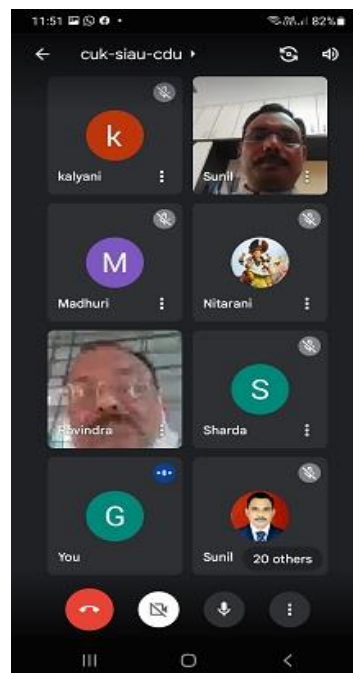 11:51 82%
cuk-siau-cdu
k
kalyani
Sunil
M
Madhuri
Nitarani
Ravindra
S
Sharda
G
You
Sunil
20 others